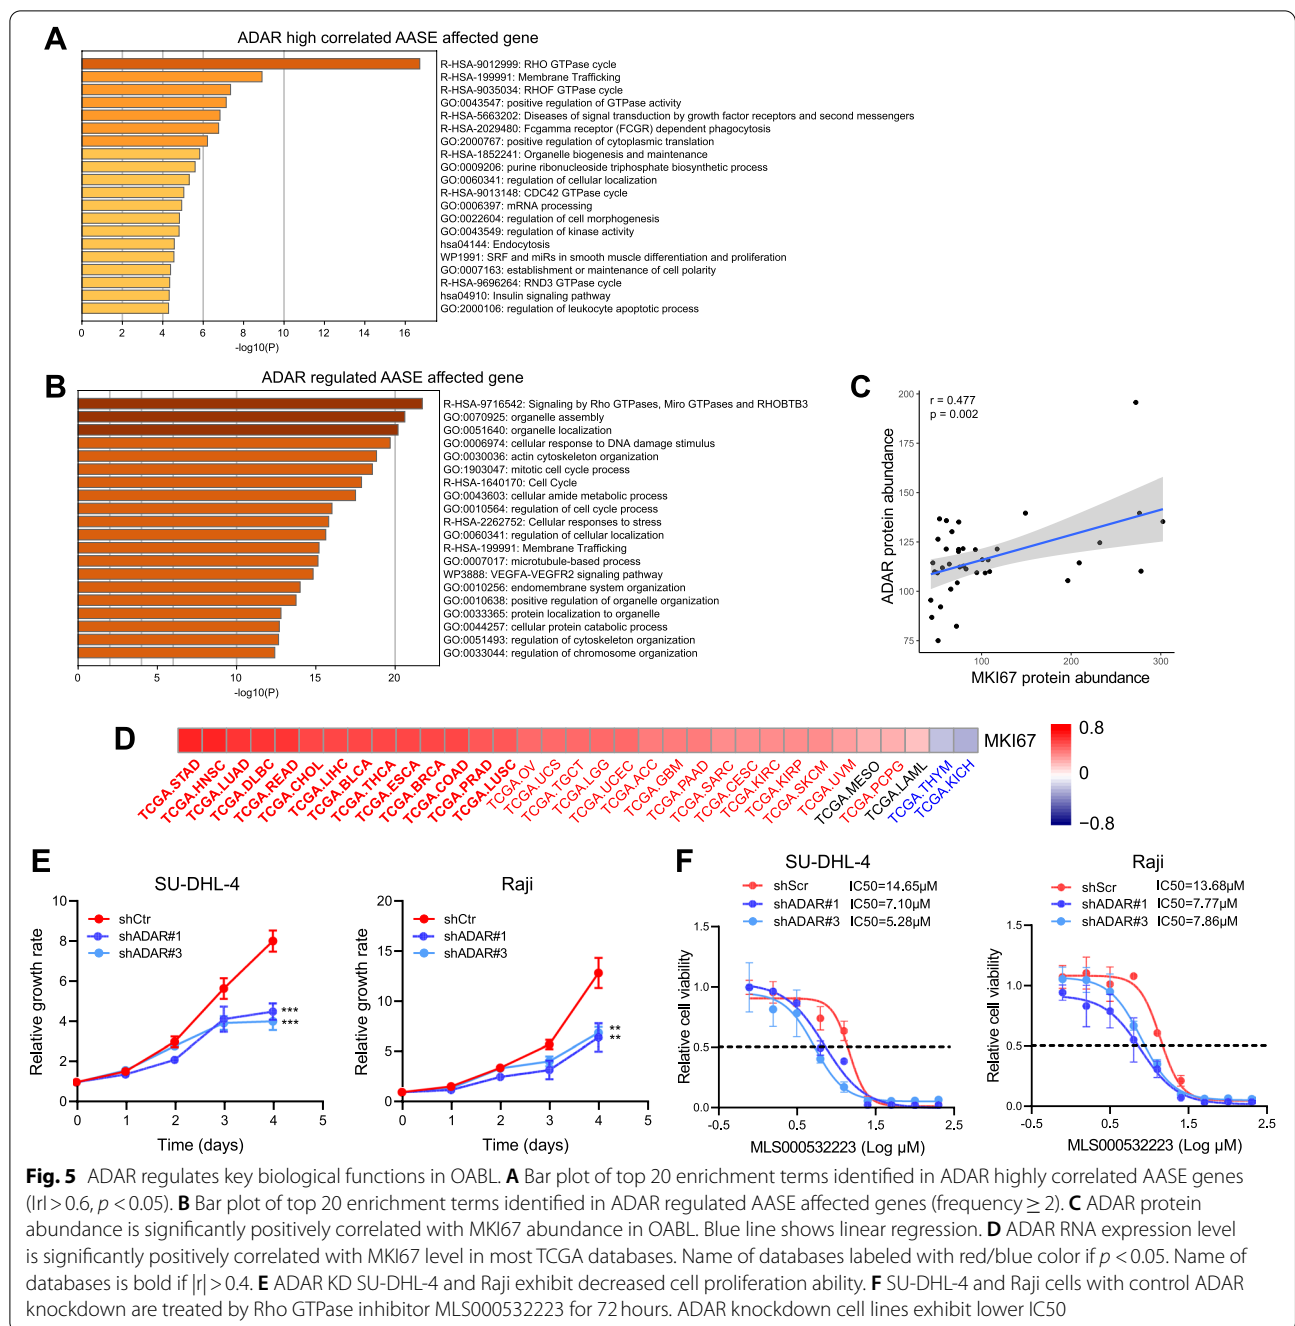 A
ADAR high correlated AASE affected gene
R-HSA-9012999: RHO GTPase cycle
R-HSA-199991: Membrane Trafficking
R-HSA-9035034: RHOF GTPase cycle
GO:0043547: positive regulation of GTPase activity
R-HSA-5663202: Diseases of signal transduction by growth factor receptors and second messengers
R-HSA-2029480: Fcgamma receptor (FCGR) dependent phagocytosis
GO:2000767: positive regulation of cytoplasmic translation
R-HSA-1852241: Organelle biogenesis and maintenance
GO:0009206: purine ribonucleoside triphosphate biosynthetic process
GO:0060341: regulation of cellular localization
R-HSA-9013148: CDC42 GTPase cycle
GO:0006397: mRNA processing
GO:0022604: regulation of cell morphogenesis
GO:0043549: regulation of kinase activity
hsa04144: Endocytosis
WP1991: SRF and miRs in smooth muscle differentiation and proliferation
GO:0007163: establishment or maintenance of cell polarity
R-HSA-9696264: RND3 GTPase cycle
hsa04910: Insulin signaling pathway
GO:2000106: regulation of leukocyte apoptotic process
0 2 4 6 8 10 12 14 16
-log10(P)
B
ADAR regulated AASE affected gene
R-HSA-9716542: Signaling by Rho GTPases, Miro GTPases and RHOBTB3
GO:0070925: organelle assembly
GO:0051640: organelle localization
GO:0006974: cellular response to DNA damage stimulus
GO:0030036: actin cytoskeleton organization
GO:1903047: mitotic cell cycle process
R-HSA-1640170: Cell Cycle
GO:0043603: cellular amide metabolic process
GO:0010564: regulation of cell cycle process
R-HSA-2262752: Cellular responses to stress
GO:0060341: regulation of cellular localization
R-HSA-199991: Membrane Trafficking
GO:0007017: microtubule-based process
WP3888: VEGFA-VEGFR2 signaling pathway
GO:0010256: endomembrane system organization
GO:0010638: positive regulation of organelle organization
GO:0033365: protein localization to organelle
GO:0044257: cellular protein catabolic process
GO:0051493: regulation of cytoskeleton organization
GO:0033044: regulation of chromosome organization
0 5 10 15 20
-log10(P)
C
r = 0.477
p = 0.002
ADAR protein abundance
200
175
150
125
100
75
100 200 300
MKI67 protein abundance
D
MKI67
0.8
0
−0.8
TCGA.STAD
TCGA.HNSC
TCGA.LUAD
TCGA.DLBC
TCGA.READ
TCGA.CHOL
TCGA.LIHC
TCGA.BLCA
TCGA.THCA
TCGA.ESCA
TCGA.BRCA
TCGA.COAD
TCGA.PRAD
TCGA.LUSC
TCGA.OV
TCGA.UCS
TCGA.TGCT
TCGA.LGG
TCGA.UCEC
TCGA.ACC
TCGA.GBM
TCGA.PAAD
TCGA.SARC
TCGA.CESC
TCGA.KIRC
TCGA.KIRP
TCGA.SKCM
TCGA.UVM
TCGA.MESO
TCGA.PCPG
TCGA.LAML
TCGA.THYM
TCGA.KICH
E
SU-DHL-4
shCtr
shADAR#1
shADAR#3
Relative growth rate
10
8
6
4
2
0
***
***
0 1 2 3 4 5
Time (days)
Raji
shCtr
shADAR#1
shADAR#3
Relative growth rate
20
15
10
5
0
**
**
0 1 2 3 4 5
Time (days)
F
SU-DHL-4
shScr IC50=14.65μM
shADAR#1 IC50=7.10μM
shADAR#3 IC50=5.28μM
Relative cell viability
1.5
1.0
0.5
0.0
-0.5 0.5 1.5 2.5
MLS000532223 (Log μM)
Raji
shScr IC50=13.68μM
shADAR#1 IC50=7.77μM
shADAR#3 IC50=7.86μM
Relative cell viability
1.5
1.0
0.5
0.0
-0.5 0.5 1.5 2.5
MLS000532223 (Log μM)
Fig. 5 ADAR regulates key biological functions in OABL. A Bar plot of top 20 enrichment terms identified in ADAR highly correlated AASE genes
(IrI > 0.6, p < 0.05). B Bar plot of top 20 enrichment terms identified in ADAR regulated AASE affected genes (frequency ≥ 2). C ADAR protein
abundance is significantly positively correlated with MKI67 abundance in OABL. Blue line shows linear regression. D ADAR RNA expression level
is significantly positively correlated with MKI67 level in most TCGA databases. Name of databases labeled with red/blue color if p < 0.05. Name of
databases is bold if |r| > 0.4. E ADAR KD SU-DHL-4 and Raji exhibit decreased cell proliferation ability. F SU-DHL-4 and Raji cells with control ADAR
knockdown are treated by Rho GTPase inhibitor MLS000532223 for 72 hours. ADAR knockdown cell lines exhibit lower IC50